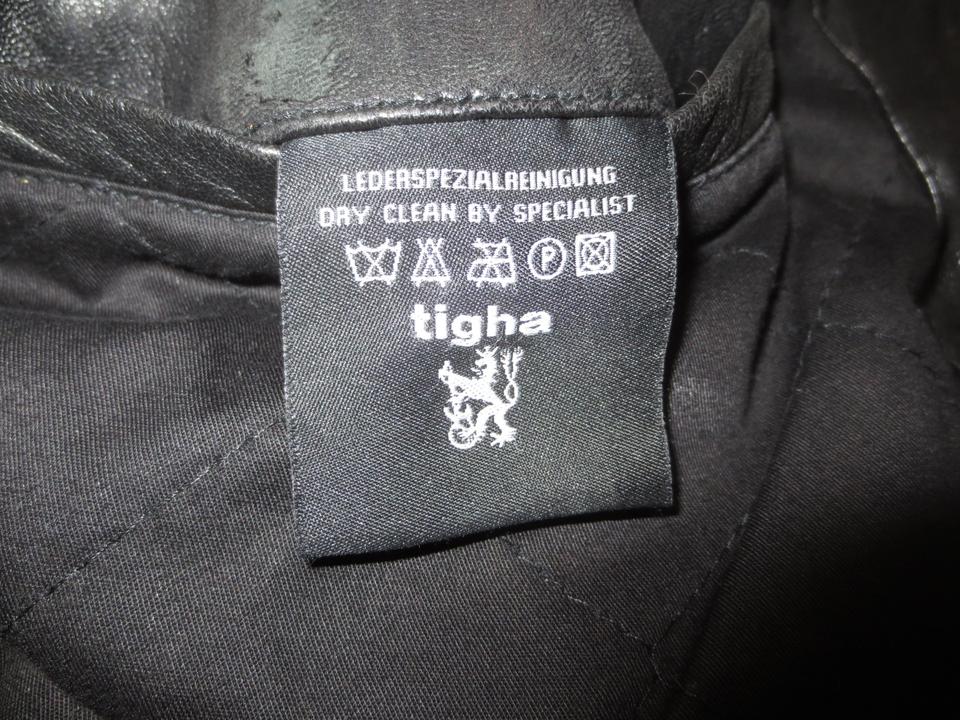 LEDERSPEZIALREINIGUNG
DRY CLEAN BY SPECIALIST
P
tigha